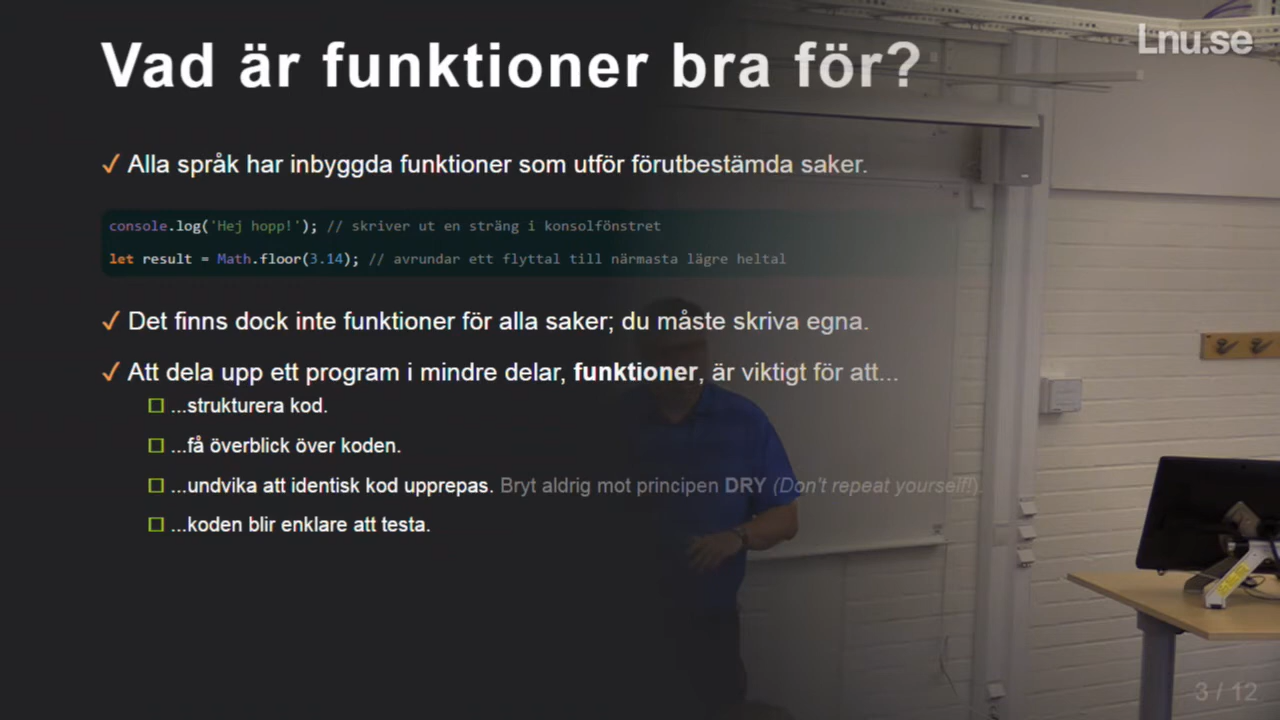 Lnu.se
Vad är funktioner bra för?
✓ Alla språk har inbyggda funktioner som utför förutbestämda saker.
console.log('Hej hopp!'); // skriver ut en sträng i konsolfönstret
let result = Math.floor(3.14); // avrundar ett flyttal till närmasta lägre heltal
✓ Det finns dock inte funktioner för alla saker; du måste skriva egna.
✓ Att dela upp ett program i mindre delar, funktioner, är viktigt för att...
...strukturera kod.
...få överblick över koden.
...undvika att identisk kod upprepas. Bryt aldrig mot principen DRY (Don't repeat yourself!).
...koden blir enklare att testa.
3 / 12